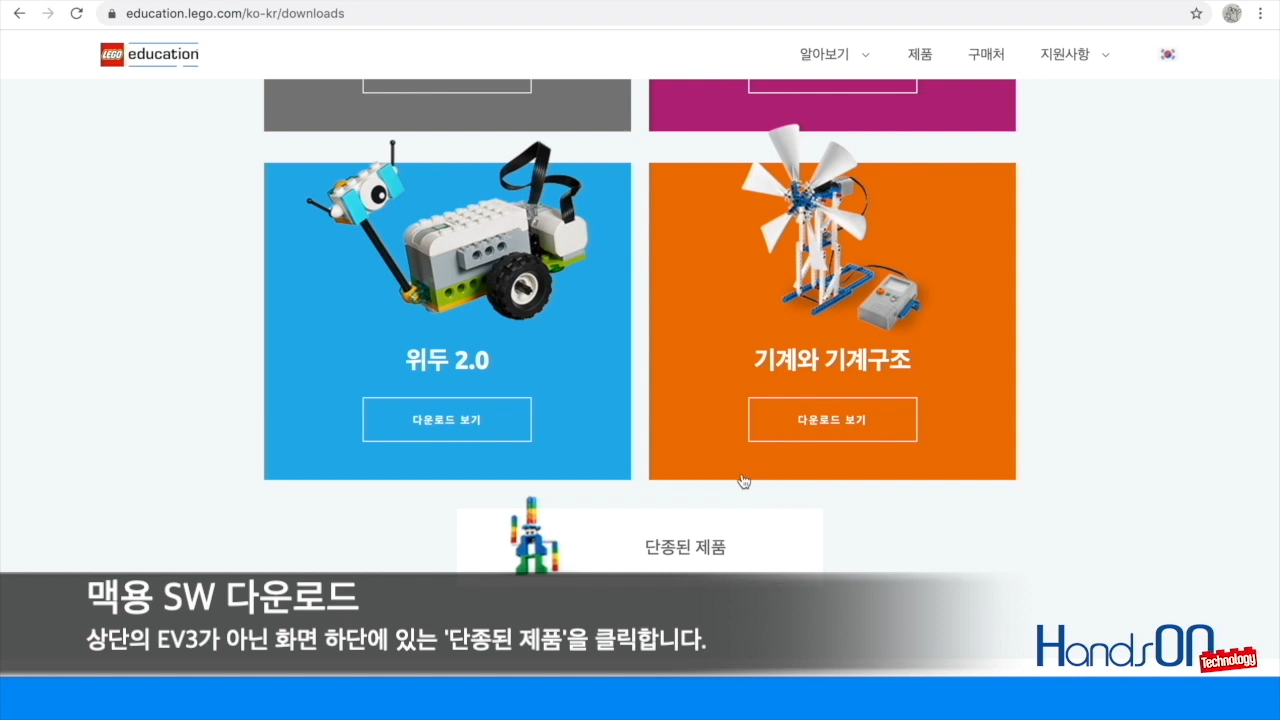 education.lego.com/ko-kr/downloads
LEGO education
알아보기 제품 구매처 지원사항
위두 2.0
다운로드 보기
기계와 기계구조
다운로드 보기
단종된 제품
맥용 SW 다운로드
상단의 EV3가 아닌 화면 하단에 있는 '단종된 제품'을 클릭합니다.
HandsON
Technology